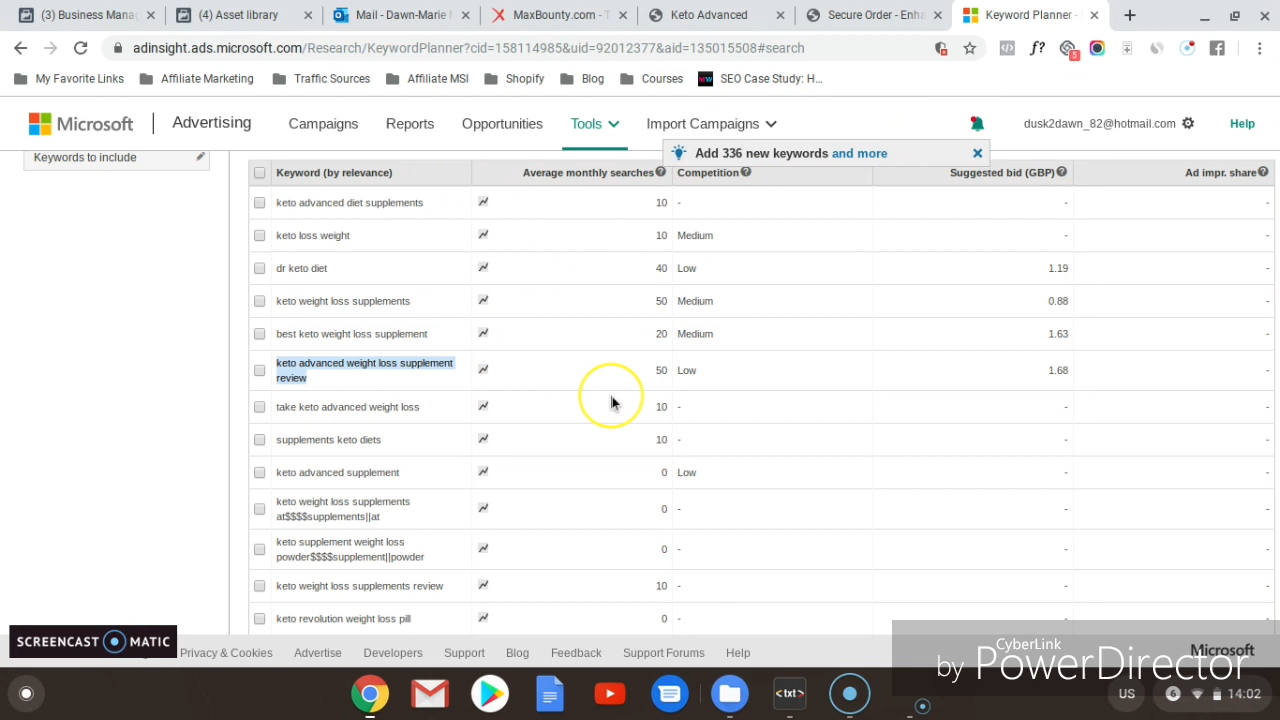 (3) Business Mana
(4) Asset library
Mail - Dawn-Marie
MaxBounty.com - T
Keto Advanced
Secure Order - Enha
Keyword Planner -
adinsight.ads.microsoft.com/Research/KeywordPlanner?cid=158114985&uid=92012377&aid=135015508#search
f?
5
My Favorite Links
Affiliate Marketing
Traffic Sources
Affiliate MSI
Shopify
Blog
Courses
SEO Case Study: H...
Microsoft
Advertising
Campaigns
Reports
Opportunities
Tools
Import Campaigns
dusk2dawn_82@hotmail.com
Help
Keywords to include
Add 336 new keywords and more
Keyword (by relevance) Average monthly searches Competition Suggested bid (GBP) Ad impr. share
keto advanced diet supplements 10 - - -
keto loss weight 10 Medium - -
dr keto diet 40 Low 1.19 -
keto weight loss supplements 50 Medium 0.88 -
best keto weight loss supplement 20 Medium 1.63 -
keto advanced weight loss supplement
review 50 Low 1.68 -
take keto advanced weight loss 10 - - -
supplements keto diets 10 - - -
keto advanced supplement 0 Low - -
keto weight loss supplements
at$$$$supplements||at 0 - - -
keto supplement weight loss
powder$$$$supplement||powder 0 - - -
keto weight loss supplements review 10 - - -
keto revolution weight loss pill 0 - - -
SCREENCAST MATIC
Privacy & Cookies
Advertise
Developers
Support
Blog
Feedback
Support Forums
Help
Microsoft
CyberLink
by PowerDirector
<txt>
US
6
14:02